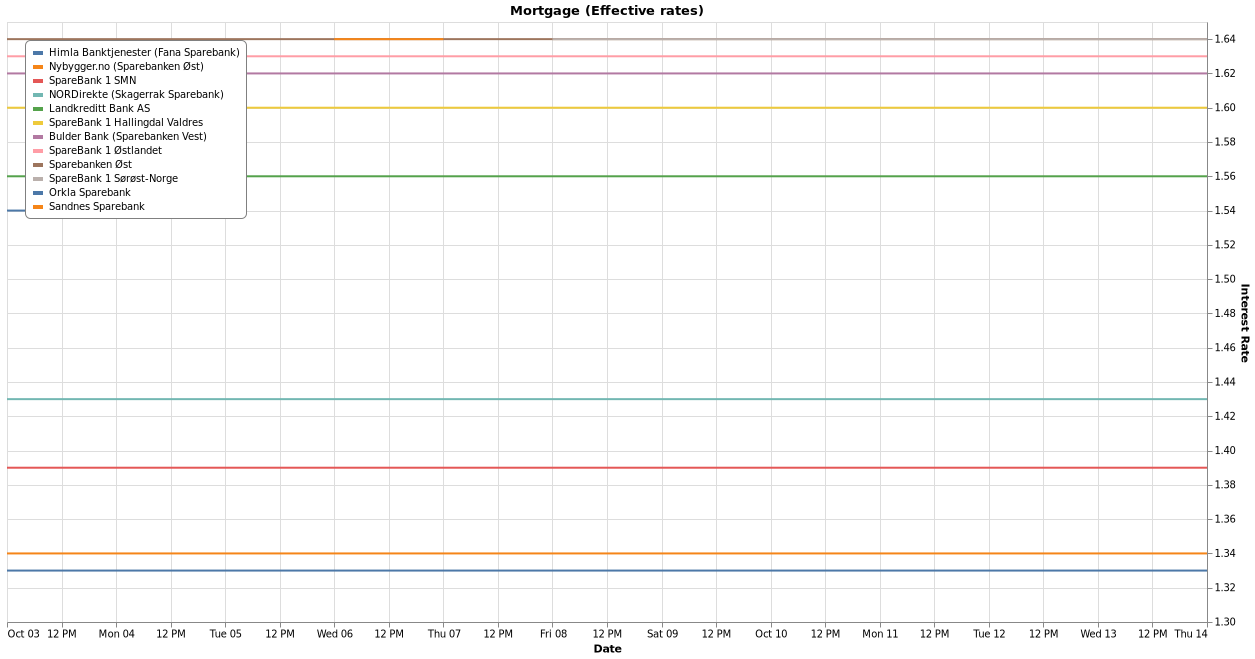 Mortgage (Effective rates)
Himla Banktjenester (Fana Sparebank)
Nybygger.no (Sparebanken Øst)
SpareBank 1 SMN
NORDirekte (Skagerrak Sparebank)
Landkreditt Bank AS
SpareBank 1 Hallingdal Valdres
Bulder Bank (Sparebanken Vest)
SpareBank 1 Østlandet
Sparebanken Øst
SpareBank 1 Sørøst-Norge
Orkla Sparebank
Sandnes Sparebank
1.64
1.62
1.60
1.58
1.56
1.54
1.52
1.50
1.48
1.46
1.44
1.42
1.40
1.38
1.36
1.34
1.32
1.30
Interest Rate
Oct 03 12 PM Mon 04 12 PM Tue 05 12 PM Wed 06 12 PM Thu 07 12 PM Fri 08 12 PM Sat 09 12 PM Oct 10 12 PM Mon 11 12 PM Tue 12 12 PM Wed 13 12 PM Thu 14
Date